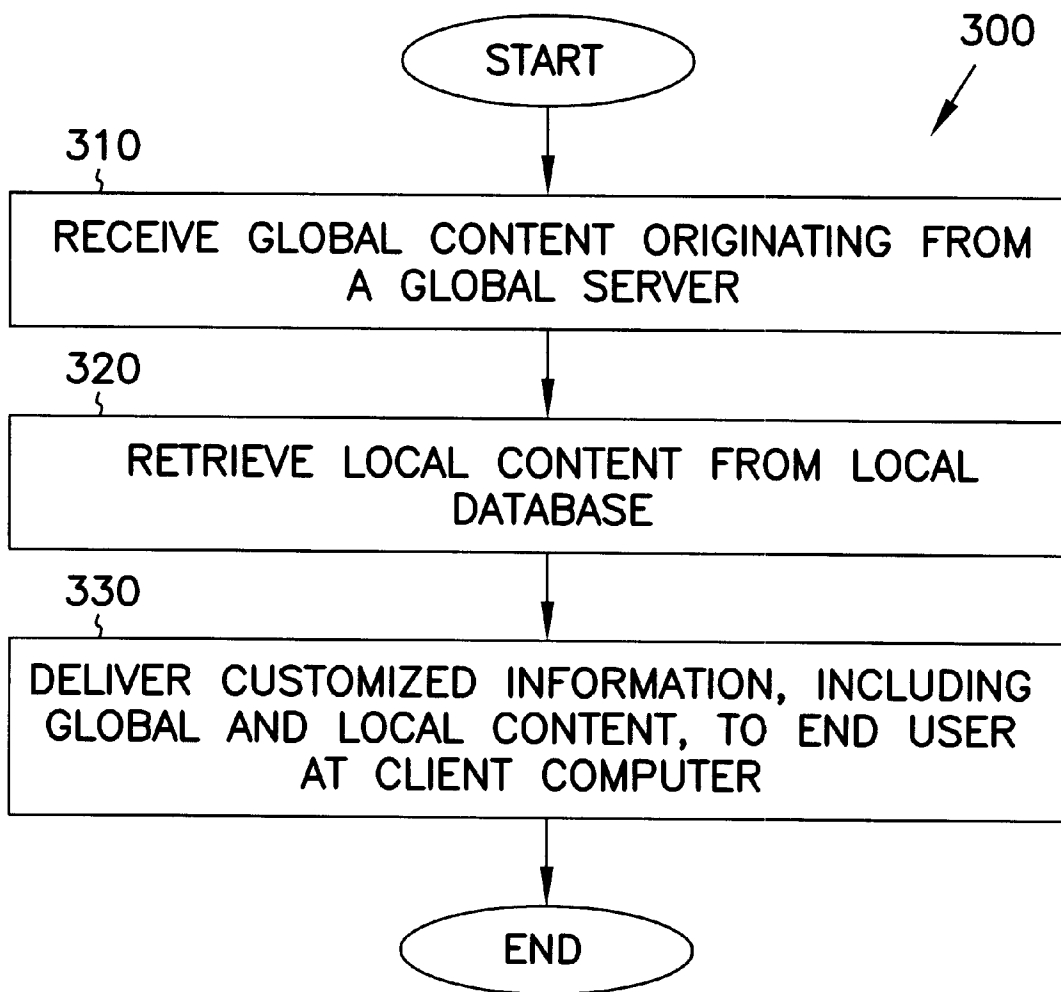 START
300
310
RECEIVE GLOBAL CONTENT ORIGINATING FROM
A GLOBAL SERVER
320
RETRIEVE LOCAL CONTENT FROM LOCAL
DATABASE
330
DELIVER CUSTOMIZED INFORMATION, INCLUDING
GLOBAL AND LOCAL CONTENT, TO END USER
AT CLIENT COMPUTER
END